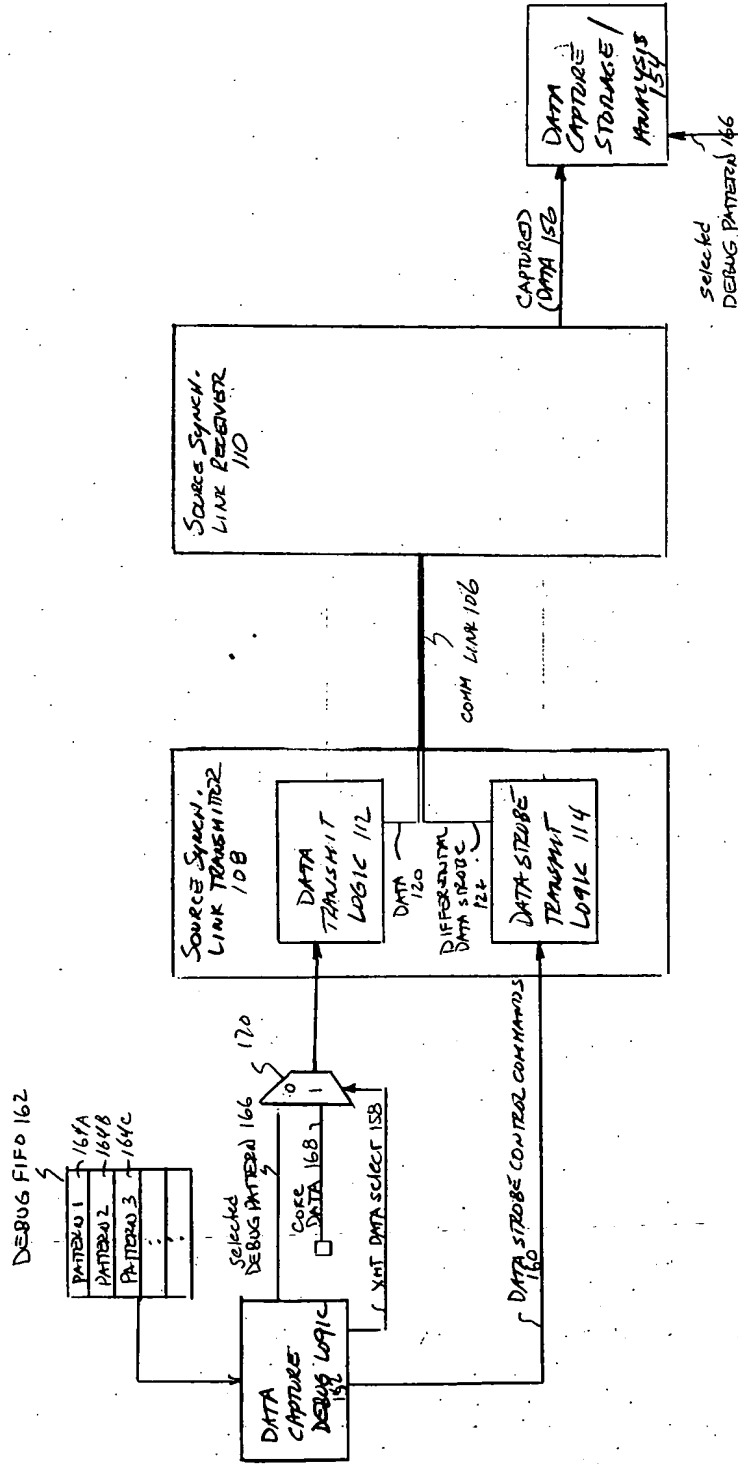 DEBUG FIFO 162
PATTERN 1
164A
PATTERN 2
164B
PATTERN 3
164C
DATA
CAPTURE
DEBUG LOGIC
152
selected
DEBUG PATTERN 166
CORE
DATA 168
XMT DATA select 158
0
1
170
DATA STROBE CONTROL COMMANDS
160
SOURCE SYNCH.
LINK TRANSMITTER
108
DATA
TRANSMIT
LOGIC 112
DATA
120
DIFFERENTIAL
DATA STROBE
122
DATA STROBE
TRANSMIT
LOGIC 114
COMM LINK 106
SOURCE SYNCH.
LINK RECEIVER
110
CAPTURED
DATA 156
DATA
CAPTURE
STORAGE /
ANALYSIS
154
selected
DEBUG PATTERN 166